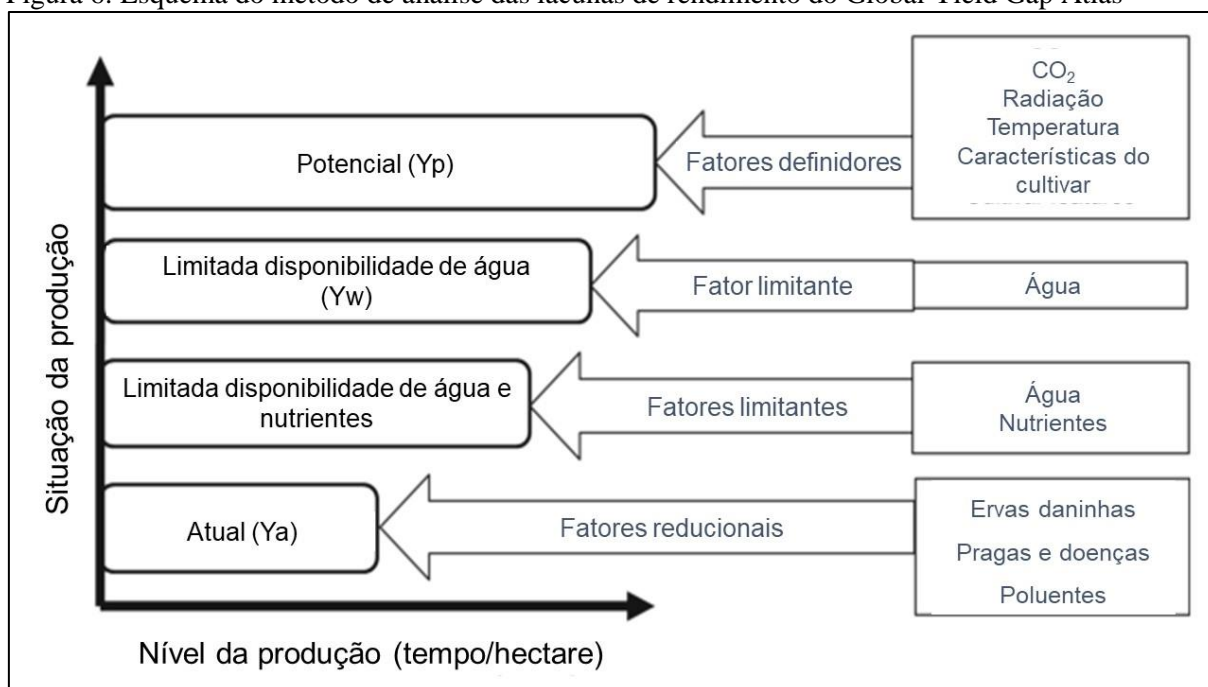 Figura 6. Esquema do método de análise das lacunas de rendimento do Global Yield Gap Atlas
CO₂
Radiação
Temperatura
Características do
cultivar
Fatores definidores
Potencial (Yp)
Limitada disponibilidade de água
(Yw)
Fator limitante
Água
Limitada disponibilidade de água e
nutrientes
Fatores limitantes
Água
Nutrientes
Atual (Ya)
Fatores reducionais
Ervas daninhas
Pragas e doenças
Poluentes
Situação da produção
Nível da produção (tempo/hectare)